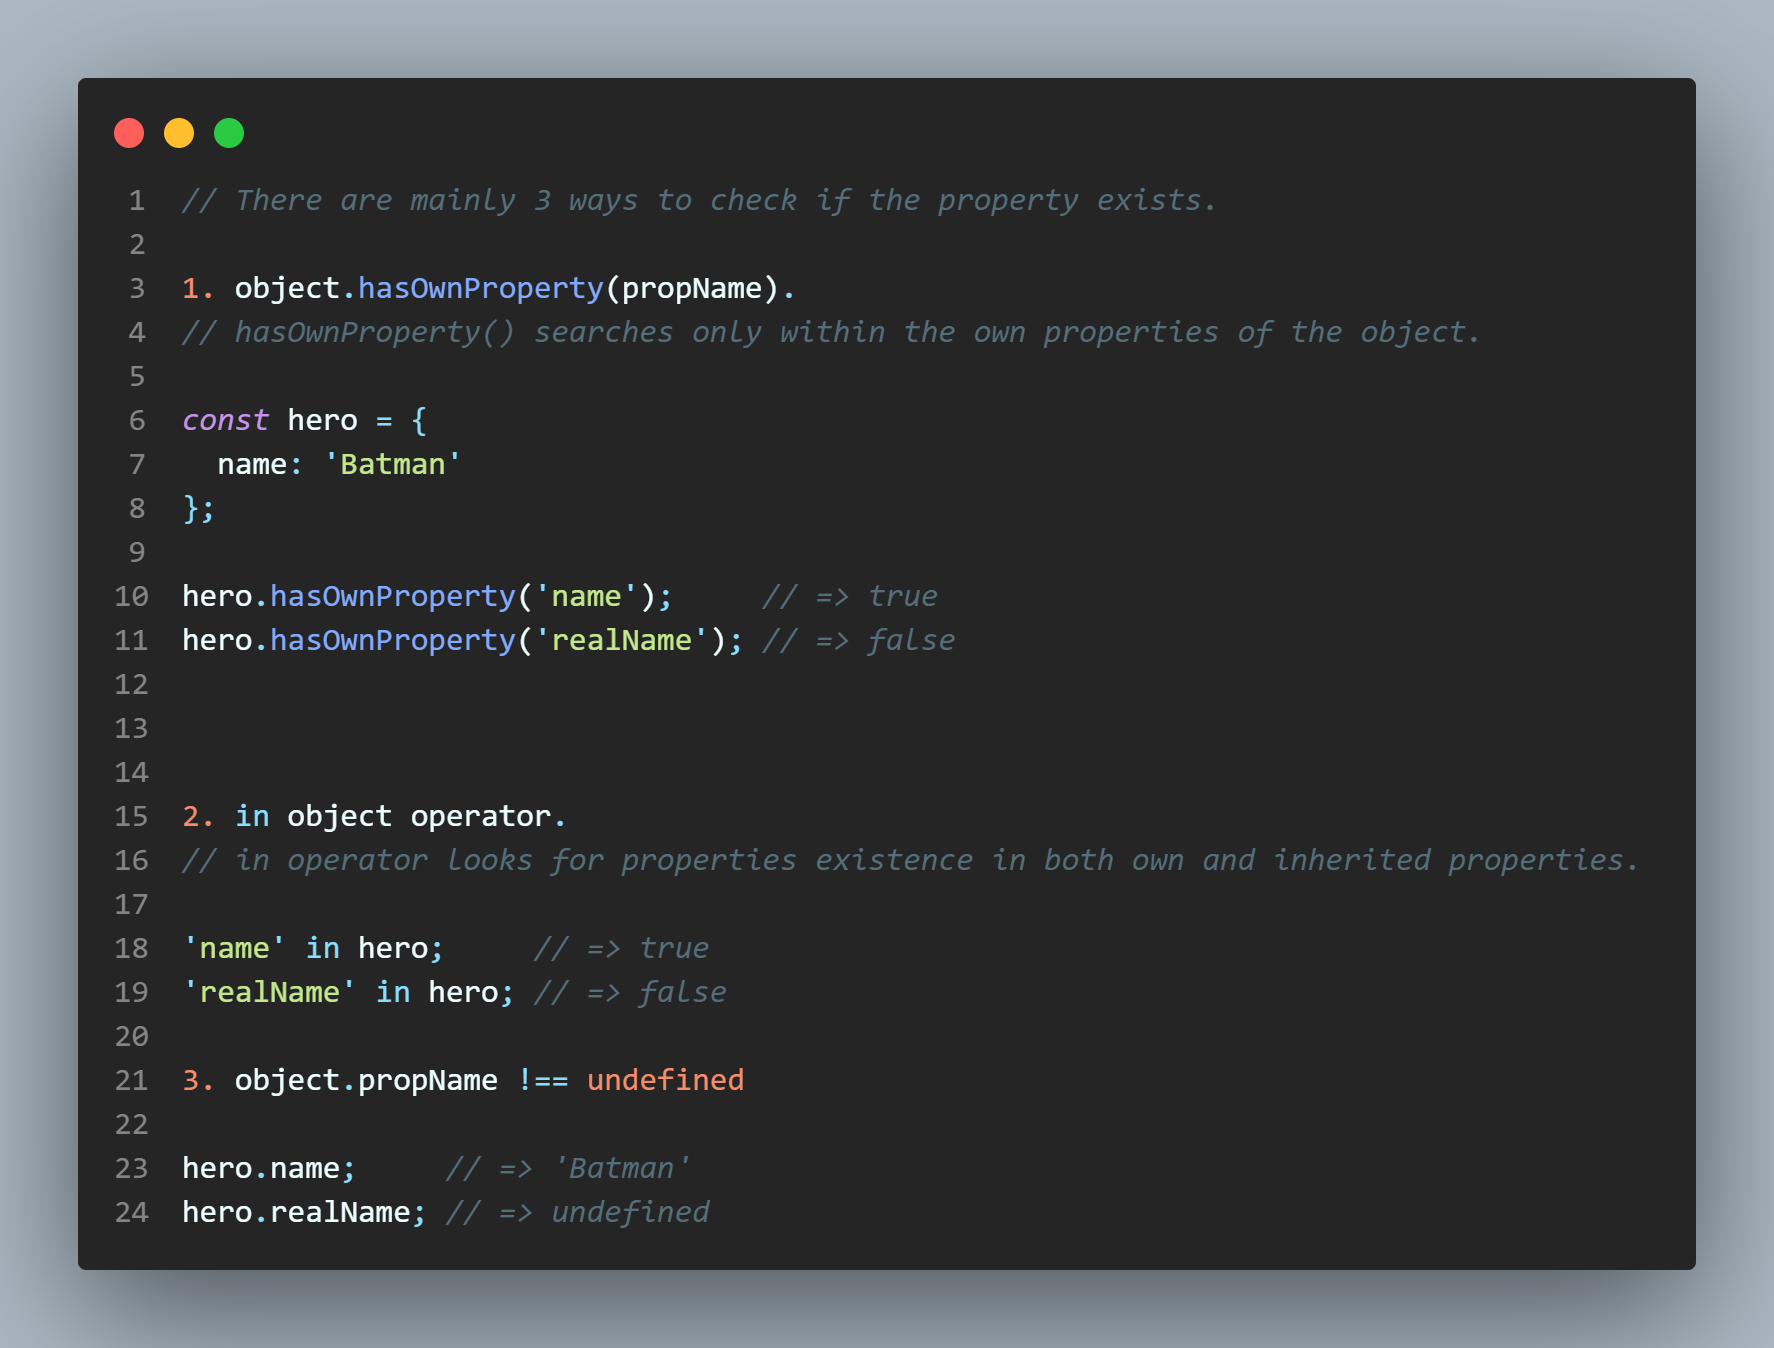 1 // There are mainly 3 ways to check if the property exists.
2
3 1. object.hasOwnProperty(propName).
4 // hasOwnProperty() searches only within the own properties of the object.
5
6 const hero = {
7   name: 'Batman'
8 };
9
10 hero.hasOwnProperty('name');     // => true
11 hero.hasOwnProperty('realName'); // => false
12
13
14
15 2. in object operator.
16 // in operator looks for properties existence in both own and inherited properties.
17
18 'name' in hero;     // => true
19 'realName' in hero; // => false
20
21 3. object.propName !== undefined
22
23 hero.name;     // => 'Batman'
24 hero.realName; // => undefined